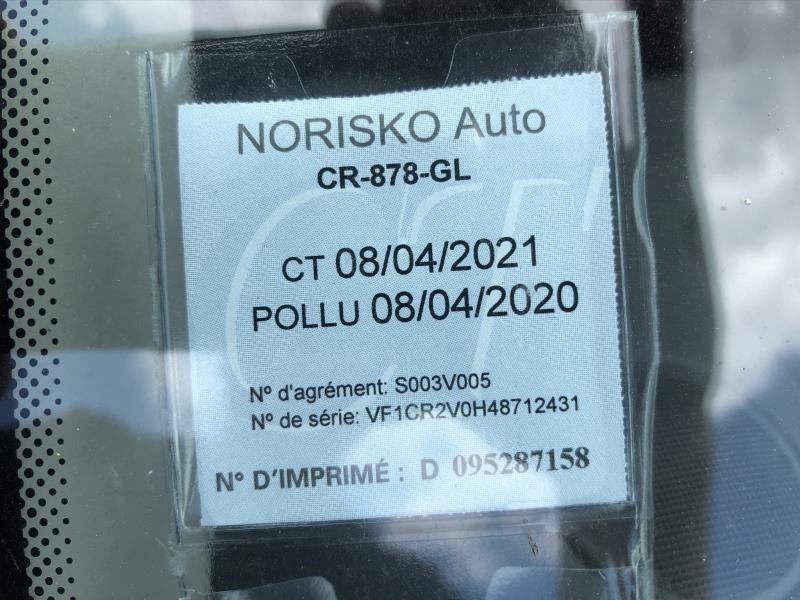 NORISKO Auto
CR-878-GL
CT 08/04/2021
POLLU 08/04/2020
N° d'agrément: S003V005
N° de série: VF1CR2V0H48712431
N° D'IMPRIMÉ : D 095287158